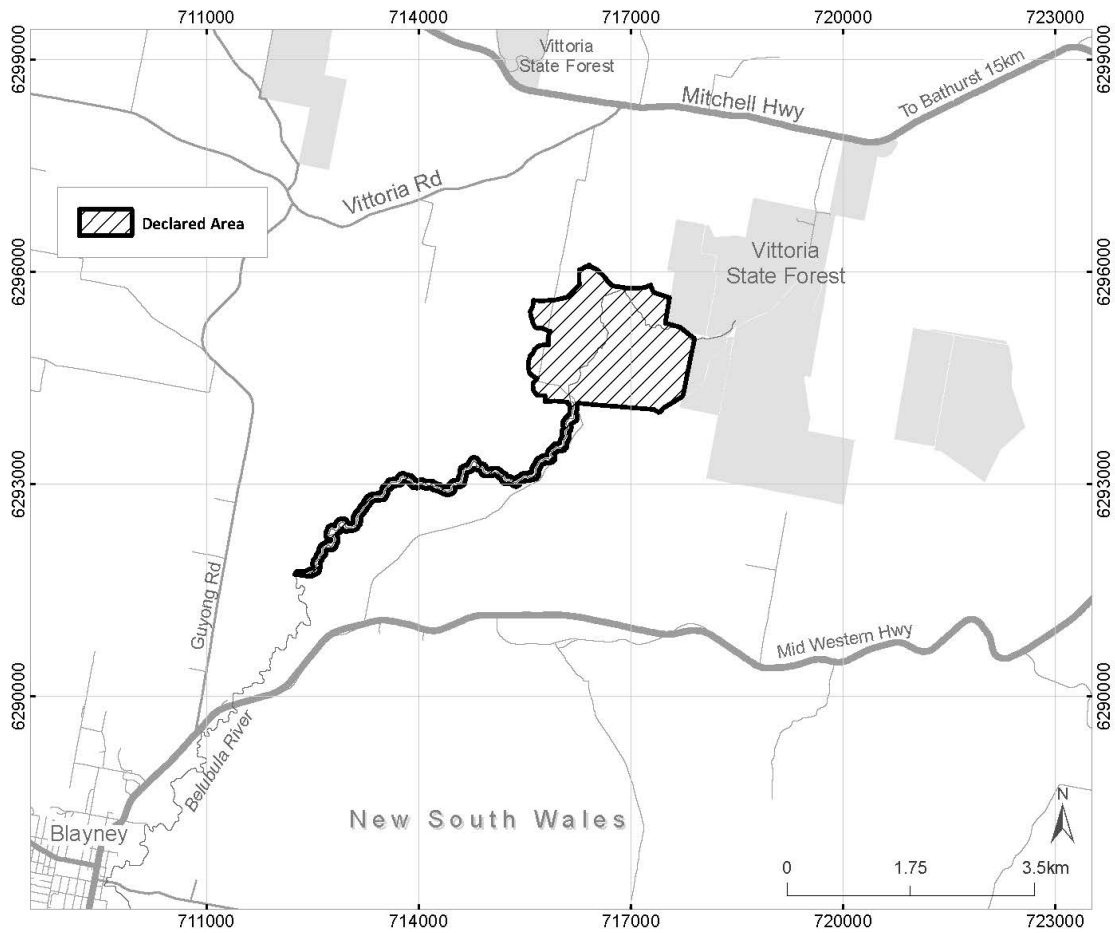 711000
714000
717000
720000
723000
6299000
6299000
Vittoria
State Forest
Mitchell Hwy
To Bathurst 15km
Vittoria Rd
Declared Area
6296000
6296000
Vittoria
State Forest
6293000
6293000
Guyong Rd
Mid Western Hwy
6290000
6290000
Belubula River
New South Wales
Blayney
N
0
1.75
3.5km
711000
714000
717000
720000
723000